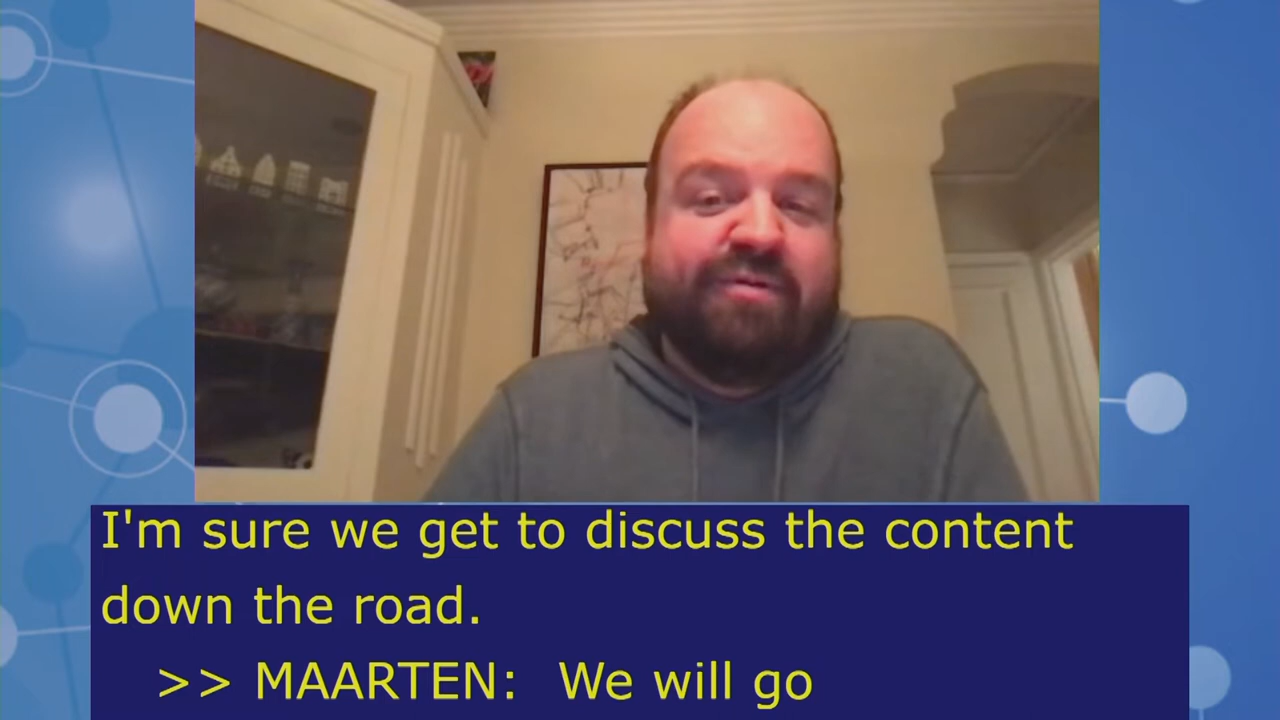 I'm sure we get to discuss the content
down the road.
>> MAARTEN: We will go